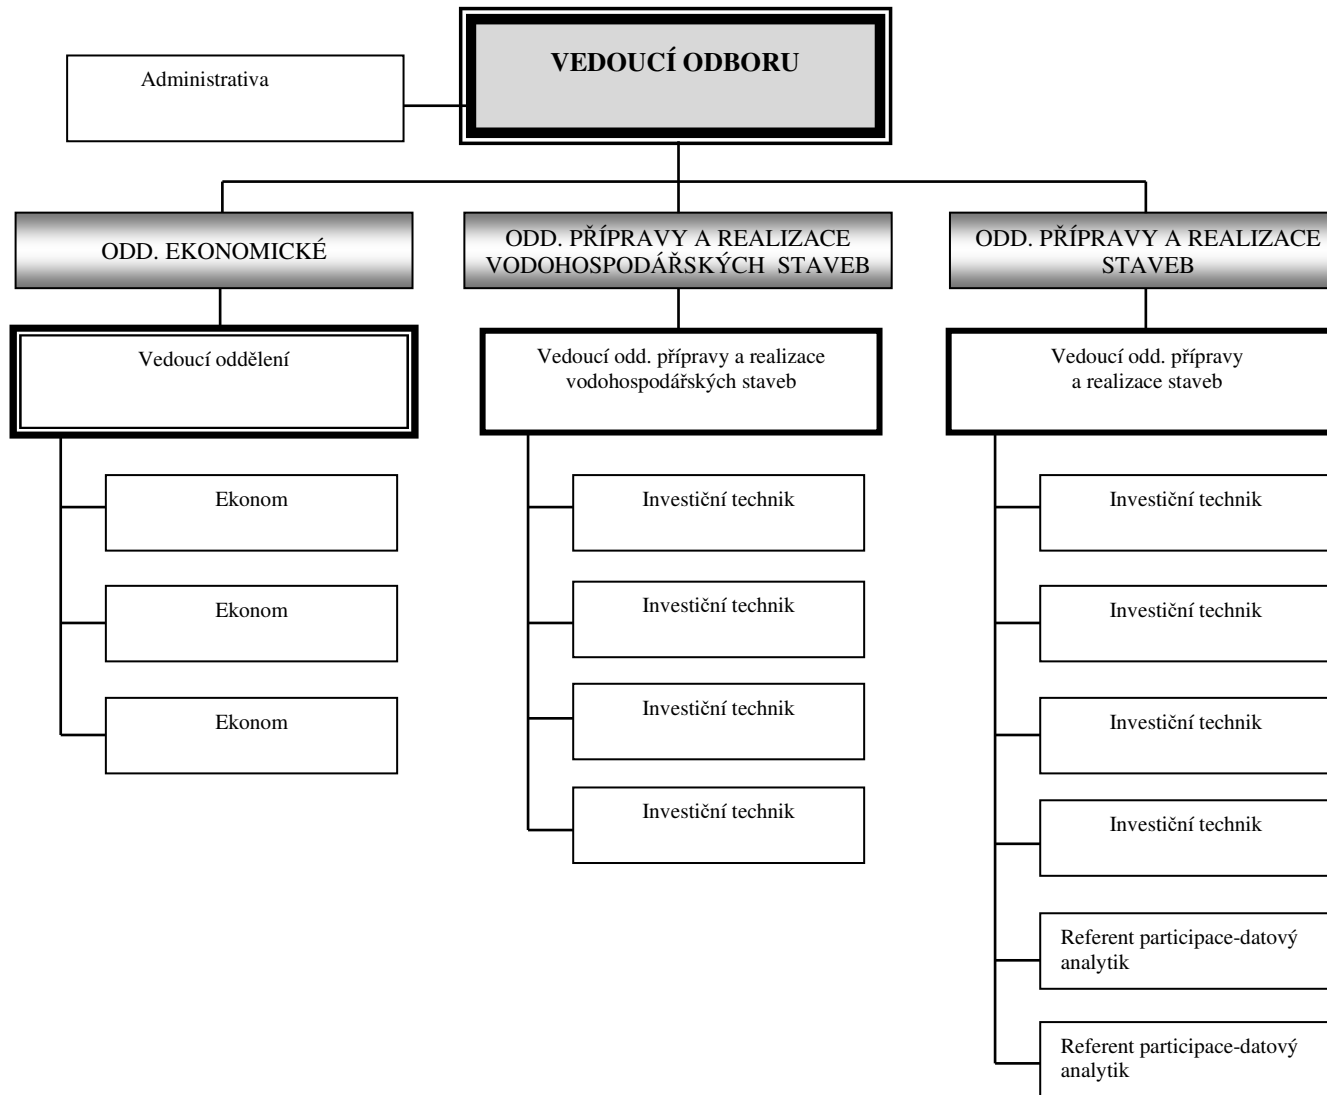 VEDOUCÍ ODBORU
Administrativa
ODD. EKONOMICKÉ
Vedoucí oddělení
Ekonom
Ekonom
Ekonom
ODD. PŘÍPRAVY A REALIZACE
VODOHOSPODÁŘSKÝCH STAVEB
Vedoucí odd. přípravy a realizace
vodohospodářských staveb
Investiční technik
Investiční technik
Investiční technik
Investiční technik
ODD. PŘÍPRAVY A REALIZACE
STAVEB
Vedoucí odd. přípravy
a realizace staveb
Investiční technik
Investiční technik
Investiční technik
Investiční technik
Referent participace-datový
analytik
Referent participace-datový
analytik